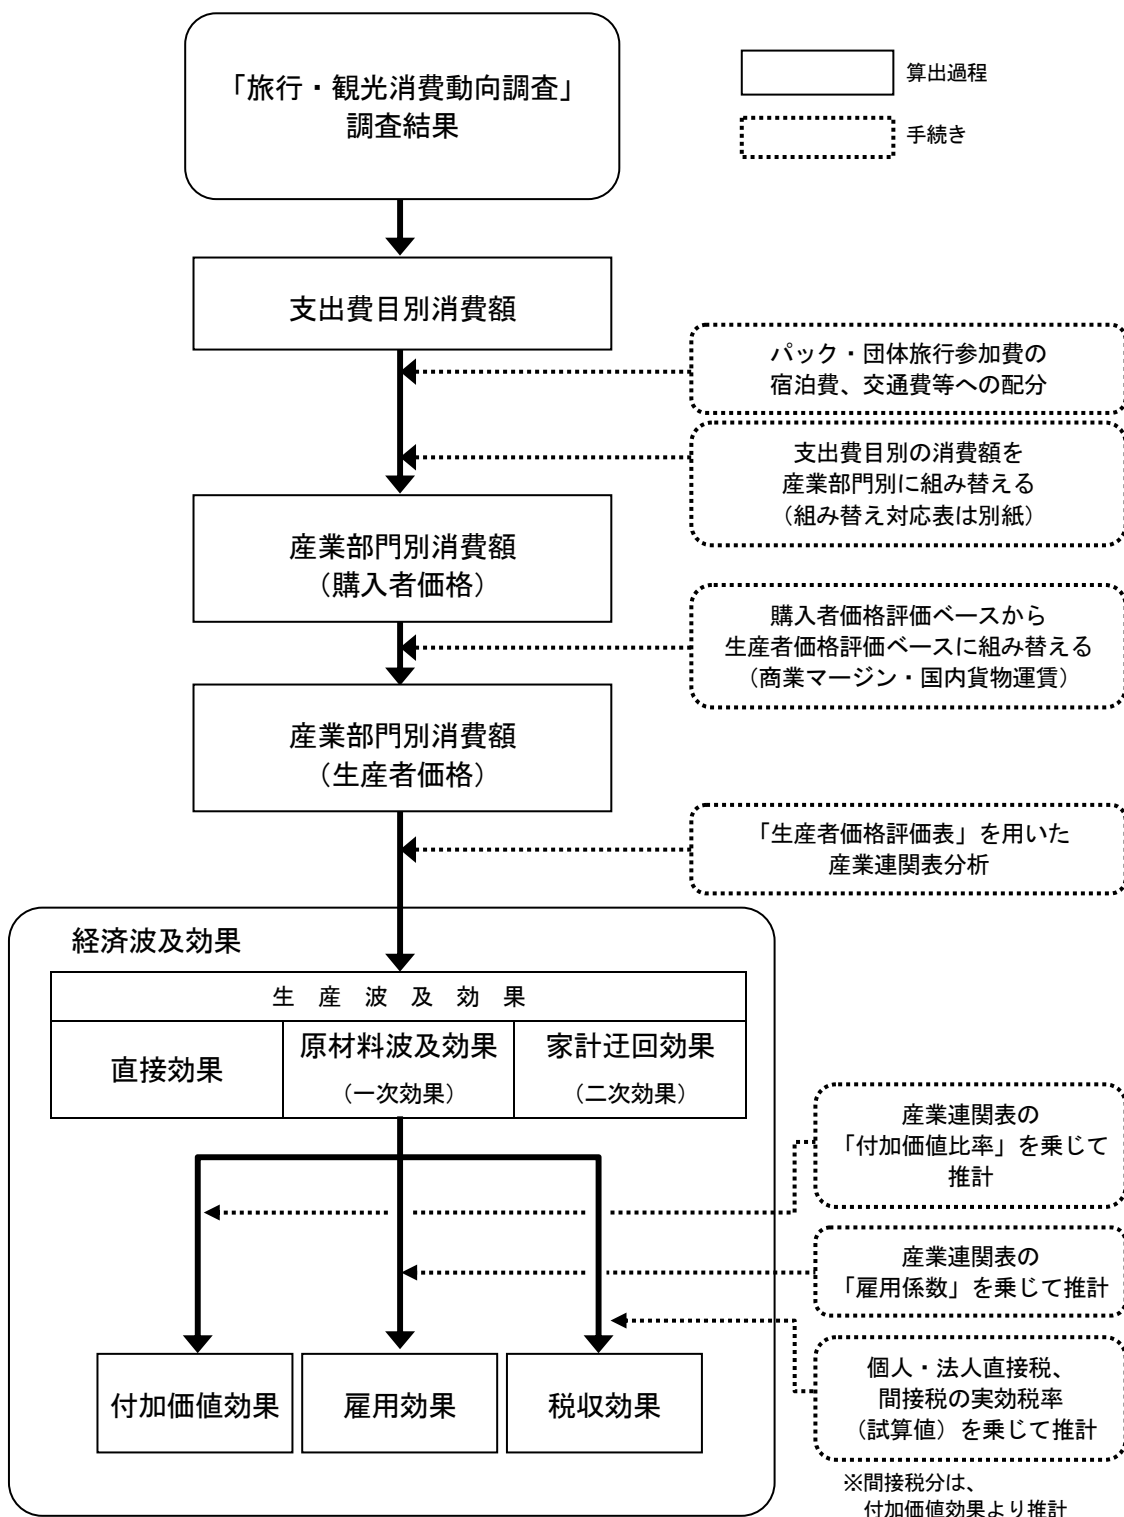 「旅行・観光消費動向調査」
調査結果
算出過程
手続き
支出費目別消費額
パック・団体旅行参加費の
宿泊費、交通費等への配分
支出費目別の消費額を
産業部門別に組み替える
（組み替え対応表は別紙）
産業部門別消費額
（購入者価格）
購入者価格評価ベースから
生産者価格評価ベースに組み替える
（商業マージン・国内貨物運賃）
産業部門別消費額
（生産者価格）
「生産者価格評価表」を用いた
産業連関表分析
経済波及効果
生産波及効果
直接効果
原材料波及効果
（一次効果）
家計迂回効果
（二次効果）
産業連関表の
「付加価値比率」を乗じて
推計
産業連関表の
「雇用係数」を乗じて推計
個人・法人直接税、
間接税の実効税率
（試算値）を乗じて推計
※間接税分は、
付加価値効果より推計
付加価値効果
雇用効果
税収効果